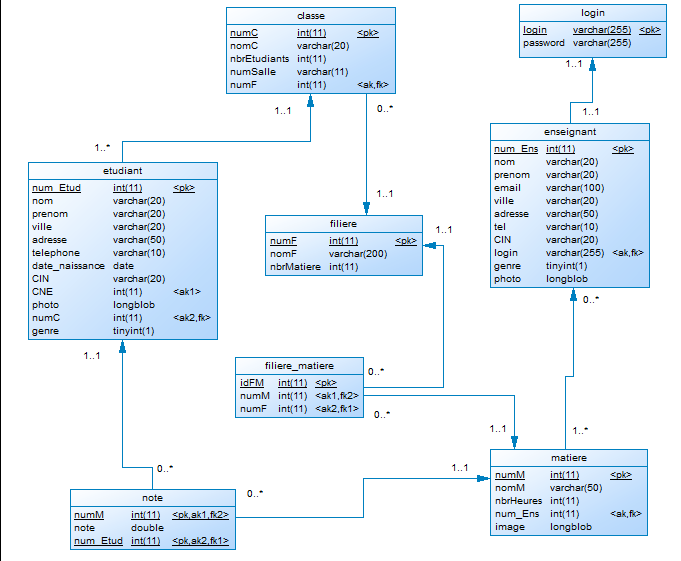 classe
numC int(11) <pk>
nomC varchar(20)
nbrEtudiants int(11)
numSalle varchar(11)
numF int(11) <ak,fk>
login
login varchar(255) <pk>
password varchar(255)
1..1
1..1
1..1
0..*
1..*
enseignant
num_Ens int(11) <pk>
nom varchar(20)
prenom varchar(20)
email varchar(100)
ville varchar(20)
adresse varchar(50)
tel varchar(10)
CIN varchar(20)
login varchar(255) <ak,fk>
genre tinyint(1)
photo longblob
0..*
etudiant
num_Etud int(11) <pk>
nom varchar(20)
prenom varchar(20)
ville varchar(20)
adresse varchar(50)
telephone varchar(10)
date_naissance date
CIN varchar(20)
CNE int(11) <ak1>
photo longblob
numC int(11) <ak2,fk>
genre tinyint(1)
1..1
1..1
filiere
numF int(11) <pk>
nomF varchar(200)
nbrMatiere int(11)
1..1
filiere_matiere
idFM int(11) <pk>
numM int(11) <ak1,fk2>
numF int(11) <ak2,fk1>
0..*
0..*
1..1
1..*
matiere
numM int(11) <pk>
nomM varchar(50)
nbrHeures int(11)
num_Ens int(11) <ak,fk>
image longblob
1..1
0..*
0..*
note
numM int(11) <pk,ak1,fk2>
note double
num_Etud int(11) <pk,ak2,fk1>